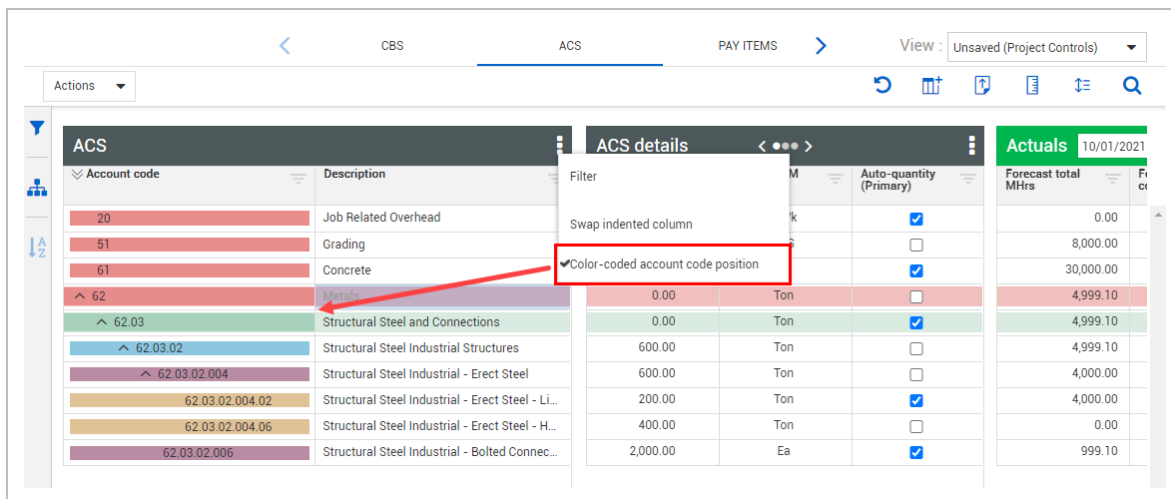 CBS ACS PAY ITEMS View : Unsaved (Project Controls)
Actions
ACS ACS details Actuals 10/01/2021
Account code Description M Auto-quantity (Primary) Forecast total MHrs
Filter
Swap indented column
Color-coded account code position
20 Job Related Overhead 0.00
51 Grading 8,000.00
61 Concrete 30,000.00
62 Metals 0.00 Ton 4,999.10
62.03 Structural Steel and Connections 0.00 Ton 4,999.10
62.03.02 Structural Steel Industrial Structures 600.00 Ton 4,999.10
62.03.02.004 Structural Steel Industrial - Erect Steel 600.00 Ton 4,000.00
62.03.02.004.02 Structural Steel Industrial - Erect Steel - Li... 200.00 Ton 4,000.00
62.03.02.004.06 Structural Steel Industrial - Erect Steel - H... 400.00 Ton 0.00
62.03.02.006 Structural Steel Industrial - Bolted Connec... 2,000.00 Ea 999.10